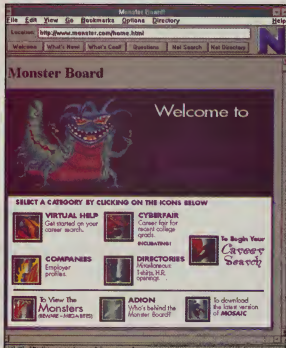 Monster Board!
File Edit View Go Bookmarks Options Directory Help
Location: http://www.monster.com/home.html
Welcome What's New! What's Cool! Questions Net Search Net Directory
Monster Board
Welcome to
SELECT A CATEGORY BY CLICKING ON THE ICONS BELOW
VIRTUAL HELP
Get started on your
career search.
CYBERFAIR
Career fair for
recent college
grads.
INCUBATING!
To Begin Your
Career
Search
COMPANIES
Employer
profiles.
DIRECTORIES
Miscellaneous
T-shirts, H.R.
openings.
To View The
Monsters
(BEWARE - MEGABITES)
ADION
Who's behind the
Monster Board?
To download
the latest version
of MOSAIC